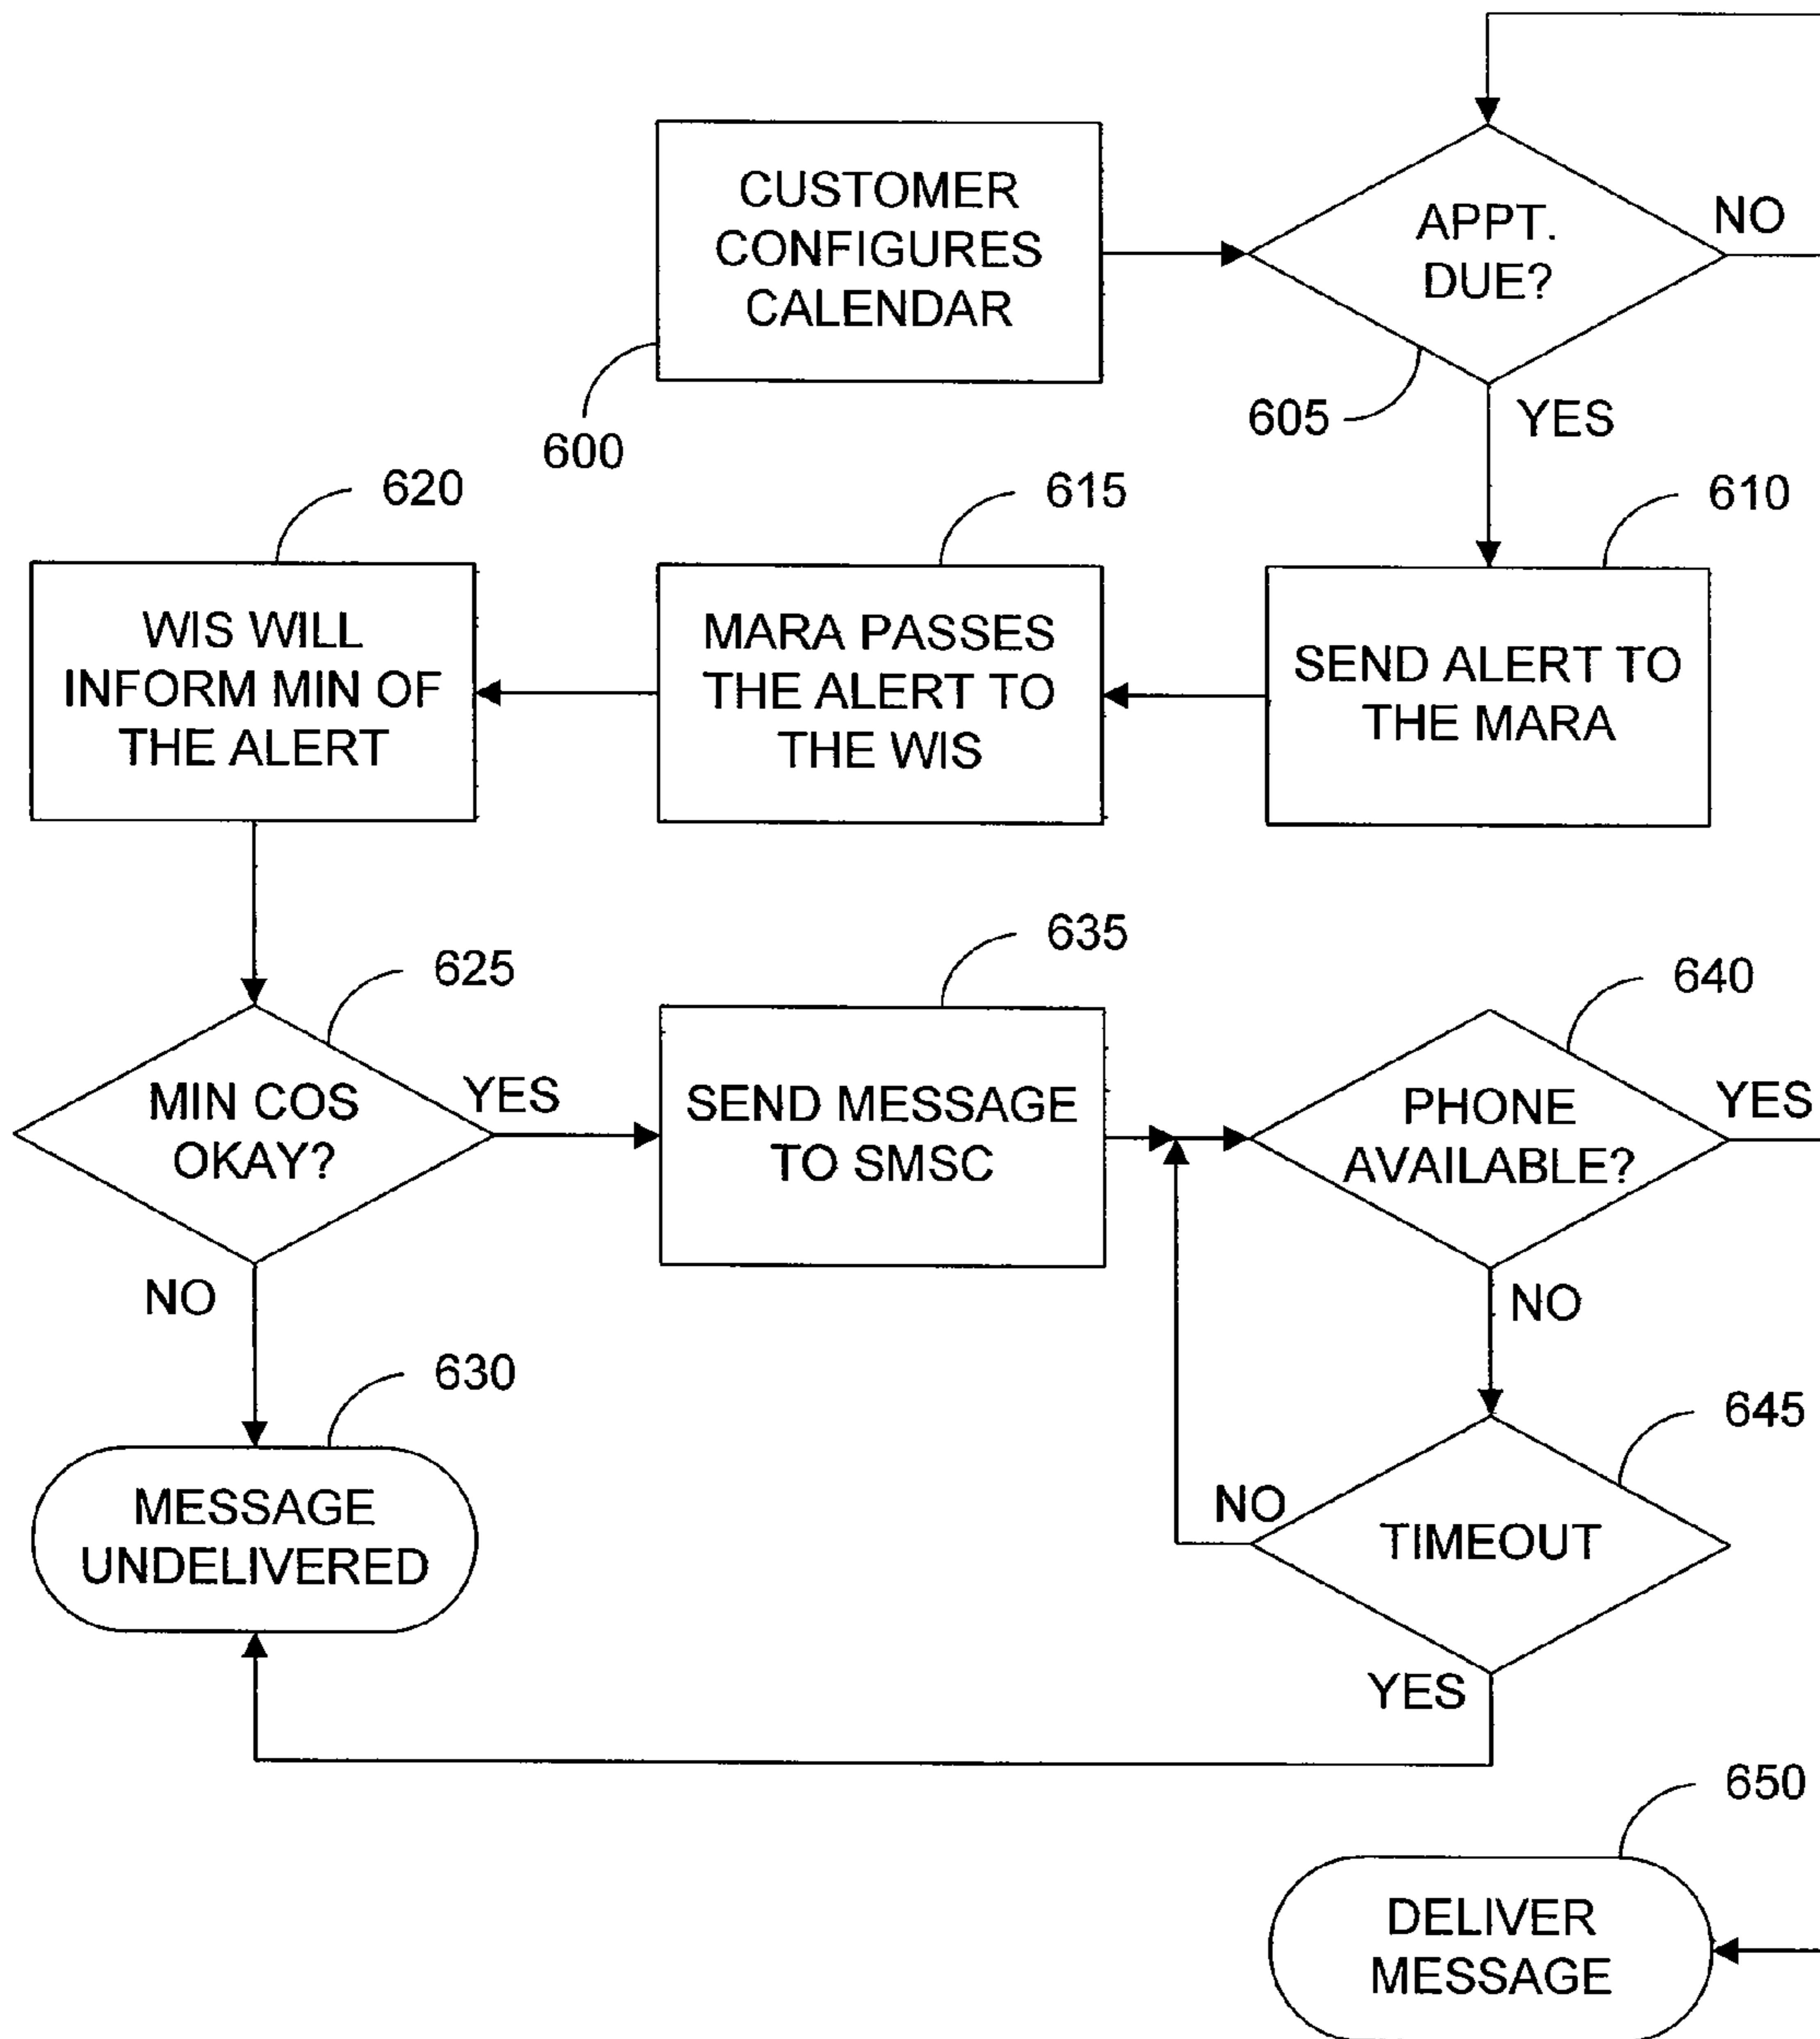 CUSTOMER
CONFIGURES
CALENDAR
600
APPT.
DUE?
NO
605
YES
620
615
610
WIS WILL
INFORM MIN OF
THE ALERT
MARA PASSES
THE ALERT TO
THE WIS
SEND ALERT TO
THE MARA
625
635
640
MIN COS
OKAY?
YES
SEND MESSAGE
TO SMSC
PHONE
AVAILABLE?
YES
NO
NO
630
645
MESSAGE
UNDELIVERED
NO
TIMEOUT
YES
650
DELIVER
MESSAGE